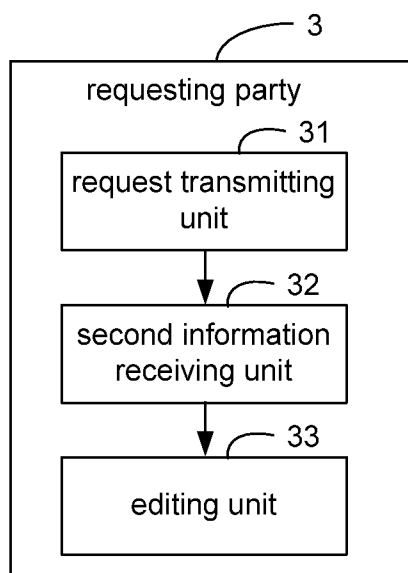 3
requesting party
31
request transmitting
unit
32
second information
receiving unit
33
editing unit